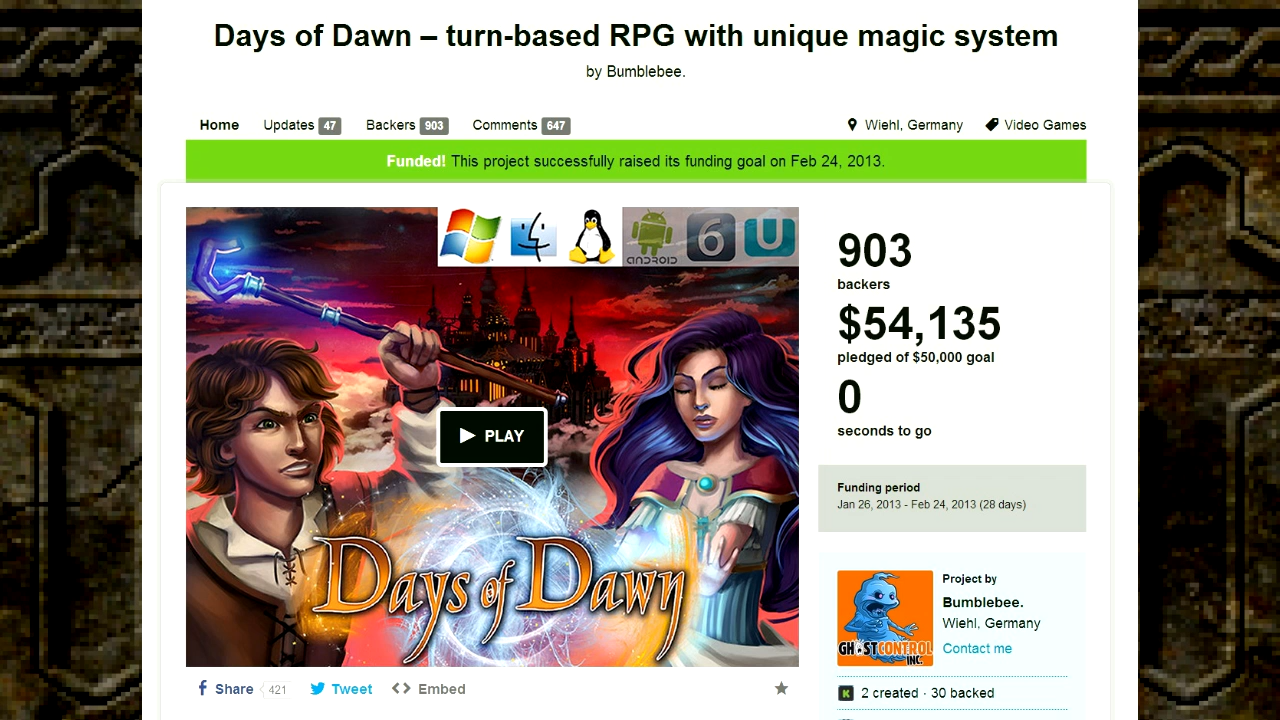 Days of Dawn – turn-based RPG with unique magic system
by Bumblebee.
Home Updates 47 Backers 903 Comments 647 Wiehl, Germany Video Games
Funded! This project successfully raised its funding goal on Feb 24, 2013.
ANDROID 6 U
903
backers
$54,135
pledged of $50,000 goal
0
seconds to go
PLAY
Funding period
Jan 26, 2013 - Feb 24, 2013 (28 days)
Days of Dawn
GHOSTCONTROL
INC.
Project by
Bumblebee.
Wiehl, Germany
Contact me
K 2 created · 30 backed
f Share 421 Tweet <> Embed